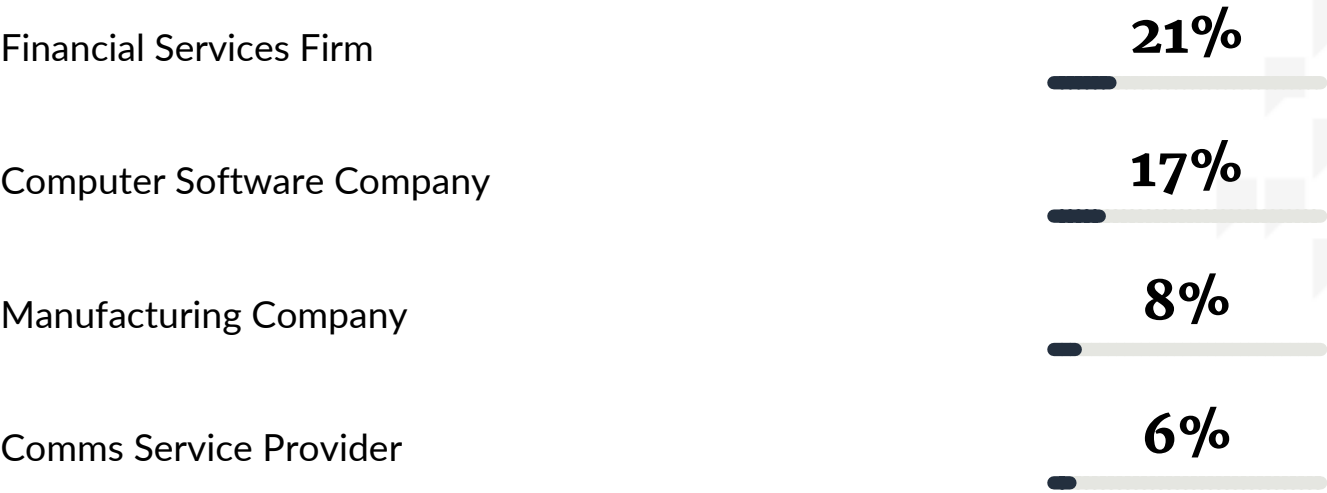 Financial Services Firm 21%
Computer Software Company 17%
Manufacturing Company 8%
Comms Service Provider 6%